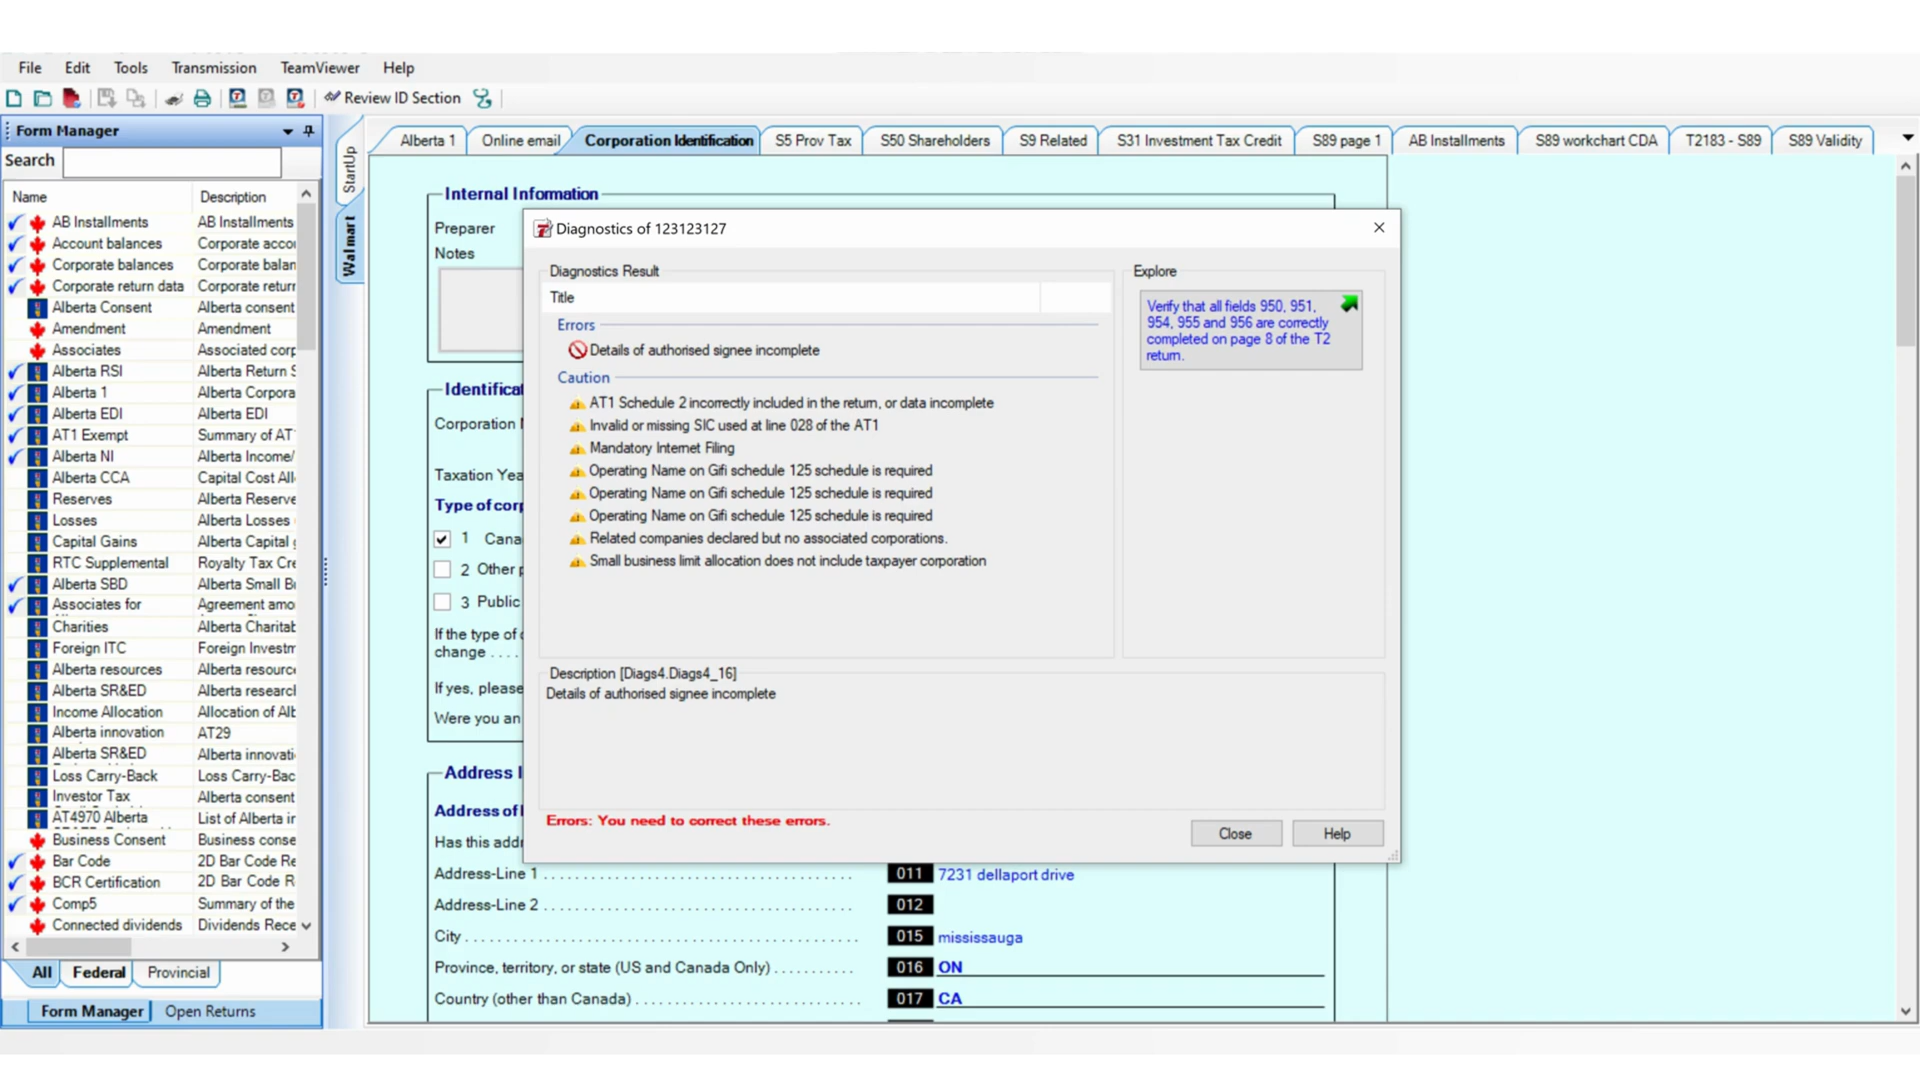 File Edit Tools Transmission TeamViewer Help
Review ID Section
Form Manager
Search
Name Description
AB Installments AB Installments
Account balances Corporate accou
Corporate balances Corporate balan
Corporate return data Corporate return
Alberta Consent Alberta consent
Amendment Amendment
Associates Associated corp
Alberta RSI Alberta Return S
Alberta 1 Alberta Corpora
Alberta EDI Alberta EDI
AT1 Exempt Summary of AT
Alberta NI Alberta Income/
Alberta CCA Capital Cost All
Reserves Alberta Reserve
Losses Alberta Losses
Capital Gains Alberta Capital
RTC Supplemental Royalty Tax Cre
Alberta SBD Alberta Small B
Associates for Agreement amo
Charities Alberta Charitab
Foreign ITC Foreign Investm
Alberta resources Alberta resource
Alberta SR&ED Alberta research
Income Allocation Allocation of Alb
Alberta innovation AT29
Alberta SR&ED Alberta innovati
Loss Carry-Back Loss Carry-Bac
Investor Tax Alberta consent
AT4970 Alberta List of Alberta ir
Business Consent Business conse
Bar Code 2D Bar Code Re
BCR Certification 2D Bar Code R
Comp5 Summary of the
Connected dividends Dividends Rece
All Federal Provincial
Form Manager Open Returns
StartUp
Walmart
Alberta 1 Online email Corporation Identification S5 Prov Tax S50 Shareholders S9 Related S31 Investment Tax Credit S89 page 1 AB Installments S89 workchart CDA T2183 - S89 S89 Validity
Internal Information
Preparer
Notes
Identificat
Corporation
Taxation Yea
Type of corp
1 Cana
2 Other p
3 Public
If the type of c
change ....
If yes, please
Were you an
Address I
Address of
Has this addr
Address-Line 1 011 7231 dellaport drive
Address-Line 2 012
City 015 mississauga
Province, territory, or state (US and Canada Only) 016 ON
Country (other than Canada) 017 CA
Diagnostics of 123123127
Diagnostics Result
Title
Errors
Details of authorised signee incomplete
Caution
AT1 Schedule 2 incorrectly included in the return, or data incomplete
Invalid or missing SIC used at line 028 of the AT1
Mandatory Internet Filing
Operating Name on Gifi schedule 125 schedule is required
Operating Name on Gifi schedule 125 schedule is required
Operating Name on Gifi schedule 125 schedule is required
Related companies declared but no associated corporations.
Small business limit allocation does not include taxpayer corporation
Explore
Verify that all fields 950, 951,
954, 955 and 956 are correctly
completed on page 8 of the T2
return.
Description [Diags4.Diags4_16]
Details of authorised signee incomplete
Errors: You need to correct these errors.
Close Help